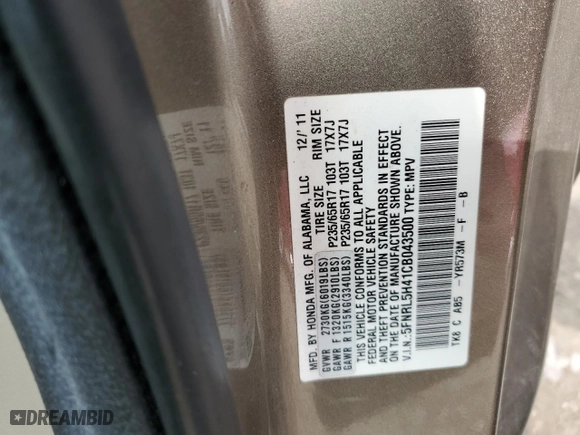 MFD. BY HONDA MFG. OF ALABAMA, LLC 12/'11
TIRE SIZE RIM SIZE
GVWR 2730KG(6019LBS)
GAWR F 1320KG(2910LBS) P235/65R17 103T 17X7J
GAWR R 1515KG(3340LBS) P235/65R17 103T 17X7J
THIS VEHICLE CONFORMS TO ALL APPLICABLE
FEDERAL MOTOR VEHICLE SAFETY
AND THEFT PREVENTION STANDARDS IN EFFECT
ON THE DATE OF MANUFACTURE SHOWN ABOVE.
V.I.N.:5FNRL5H41CB043500 TYPE: MPV
TK8 C AB5 -YR573M -F -B
DREAMBID